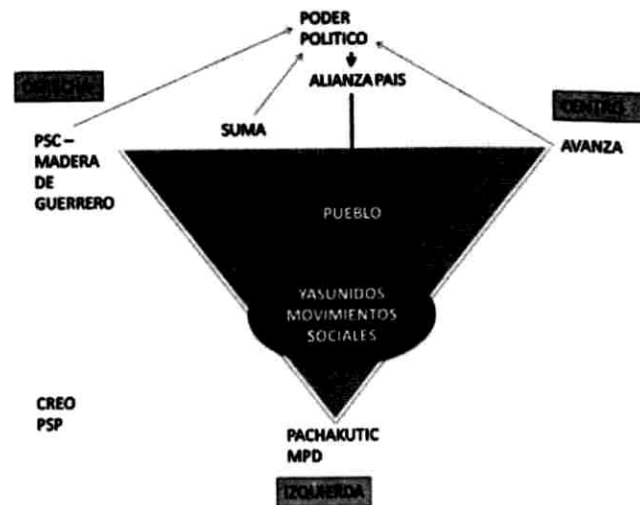 PODER
POLITICO
ALIANZA PAIS
DERECHA
CENTRO
SUMA
PSC –
MADERA
DE
GUERRERO
AVANZA
PUEBLO
YASUNIDOS
MOVIMIENTOS
SOCIALES
CREO
PSP
PACHAKUTIC
MPD
IZQUIERDA